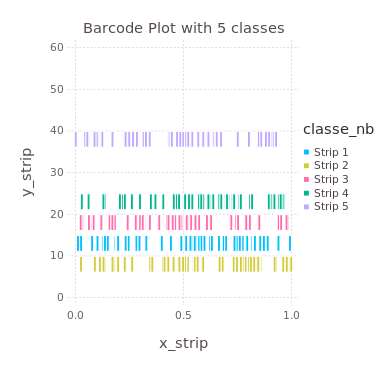 Barcode Plot with 5 classes
60
50
40
30
20
10
0
y_strip
0.0
0.5
1.0
x_strip
classe_nb
Strip 1
Strip 2
Strip 3
Strip 4
Strip 5